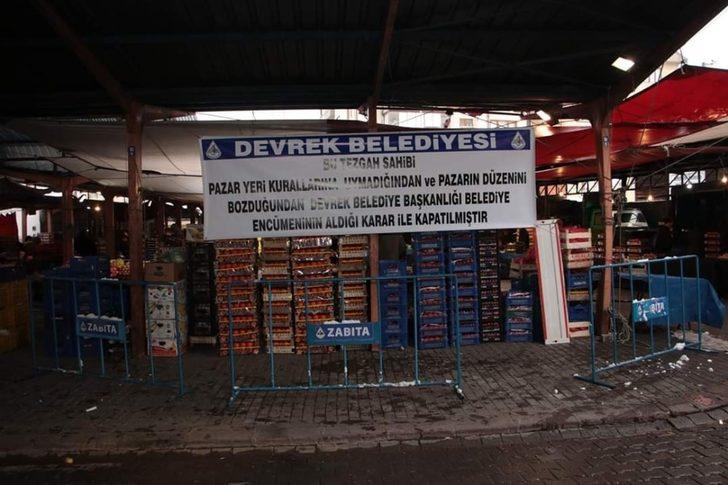 DEVREK BELEDİYESİ
BU TEZGAH SAHİBİ
PAZAR YERİ KURALLARINA UYMADIĞINDAN ve PAZARIN DÜZENİNİ
BOZDUĞUNDAN DEVREK BELEDİYE BAŞKANLIĞI BELEDİYE
ENCÜMENİNİN ALDIĞI KARAR İLE KAPATILMIŞTIR
ZABITA
ZABITA
ZABITA